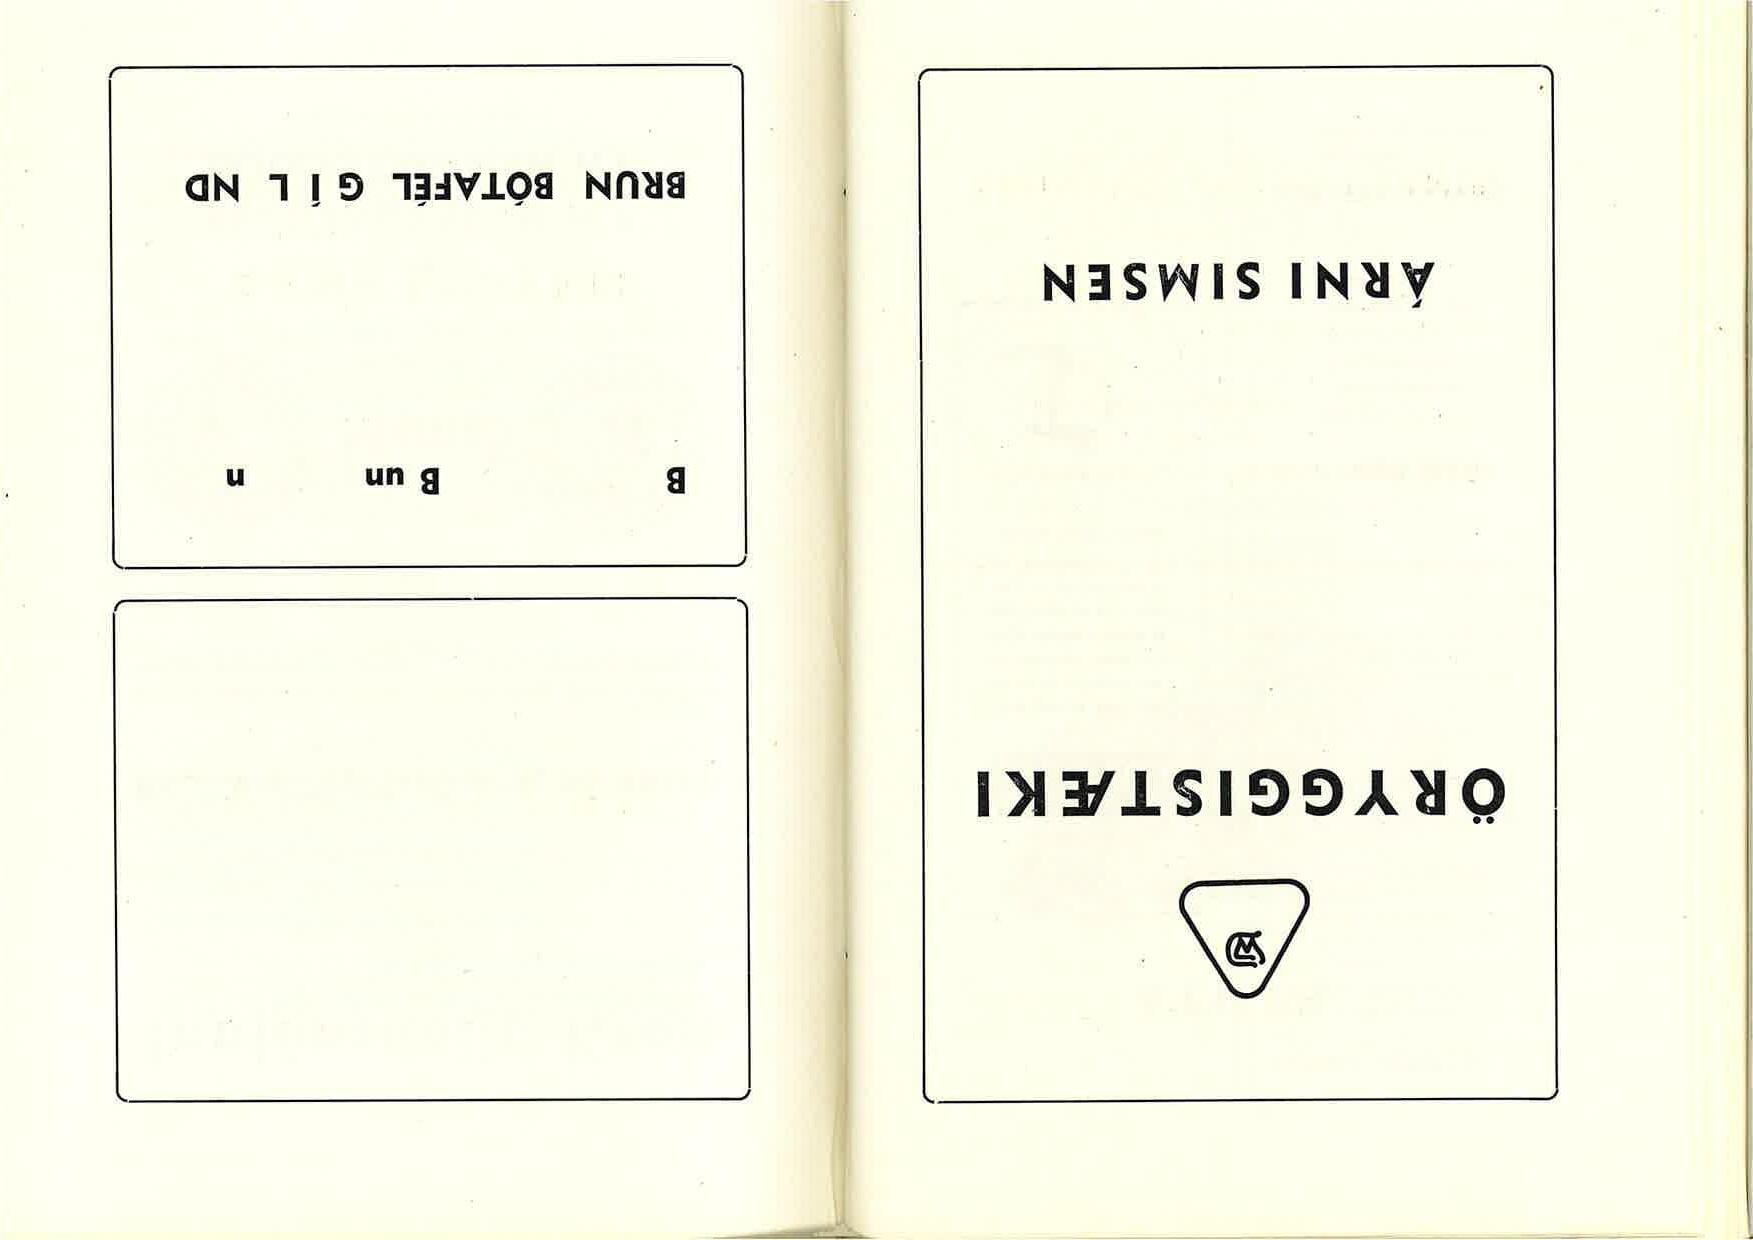 ÖRYGGISTÆKI
ÁRNI SIMSEN
B B un n
BRUN BÓTAFÉL G Í L ND